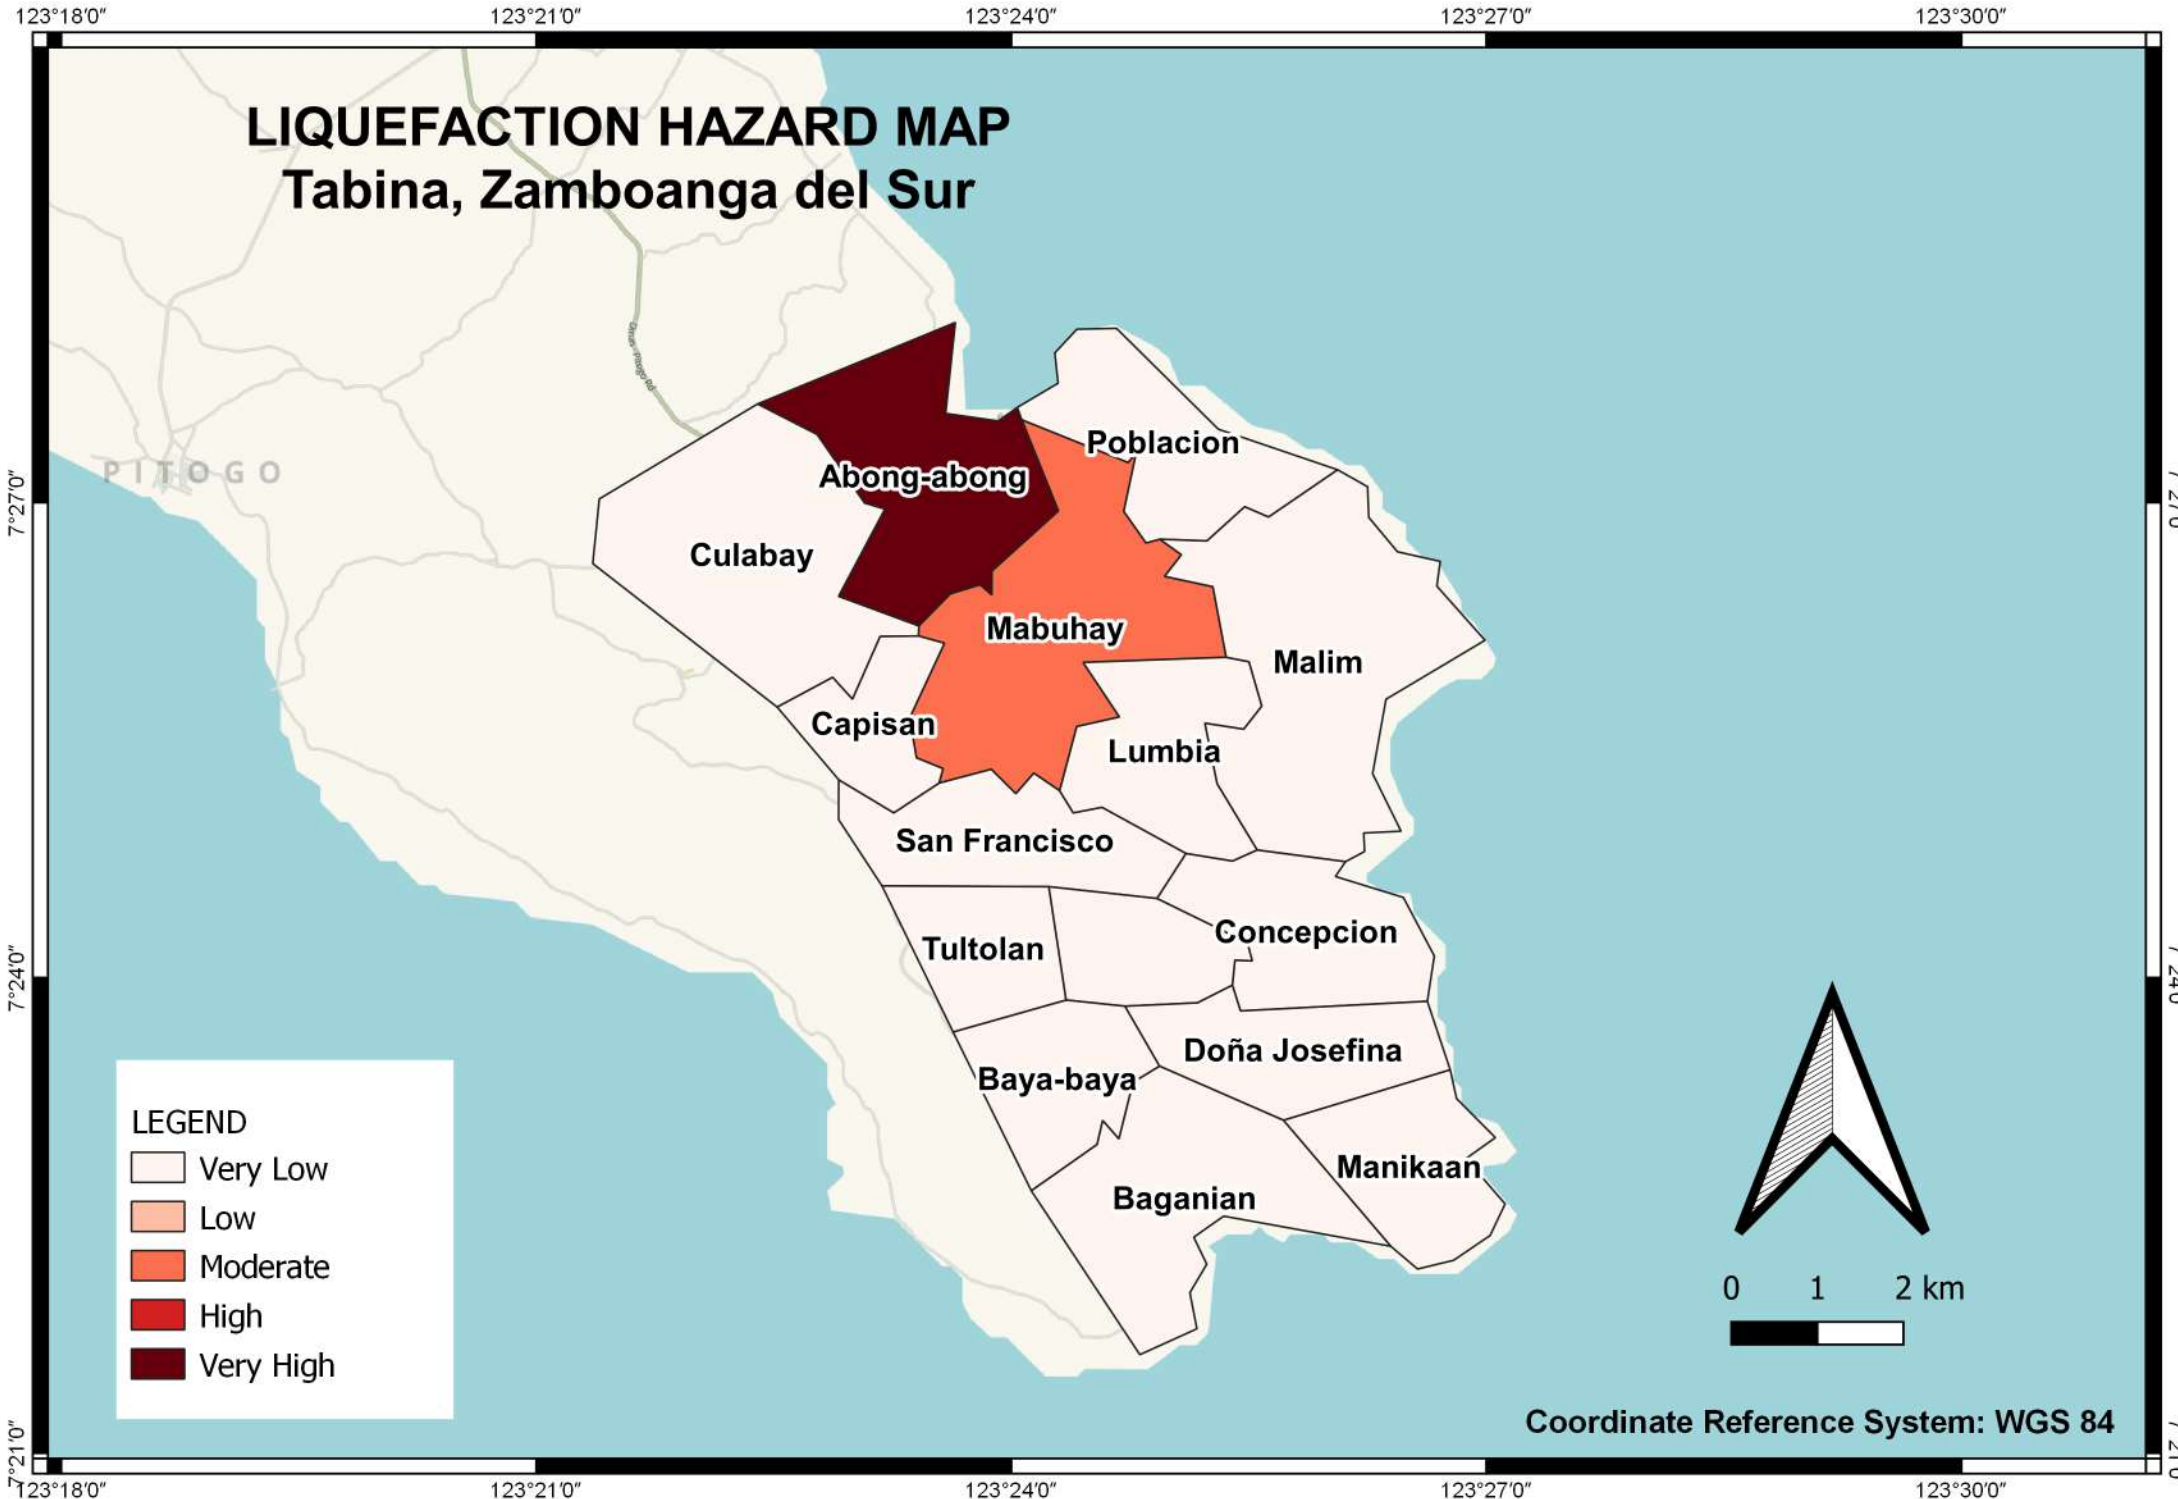 123°18′0″
123°21′0″
123°24′0″
123°27′0″
123°30′0″
LIQUEFACTION HAZARD MAP
Tabina, Zamboanga del Sur
PITOGO
7°27′0″
7°24′0″
7°21′0″
Poblacion
Abong-abong
Culabay
Mabuhay
Malim
Capisan
Lumbia
San Francisco
Concepcion
Tultolan
Doña Josefina
Baya-baya
Manikaan
Baganian
LEGEND
Very Low
Low
Moderate
High
Very High
0 1 2 km
Coordinate Reference System: WGS 84
123°18′0″
123°21′0″
123°24′0″
123°27′0″
123°30′0″